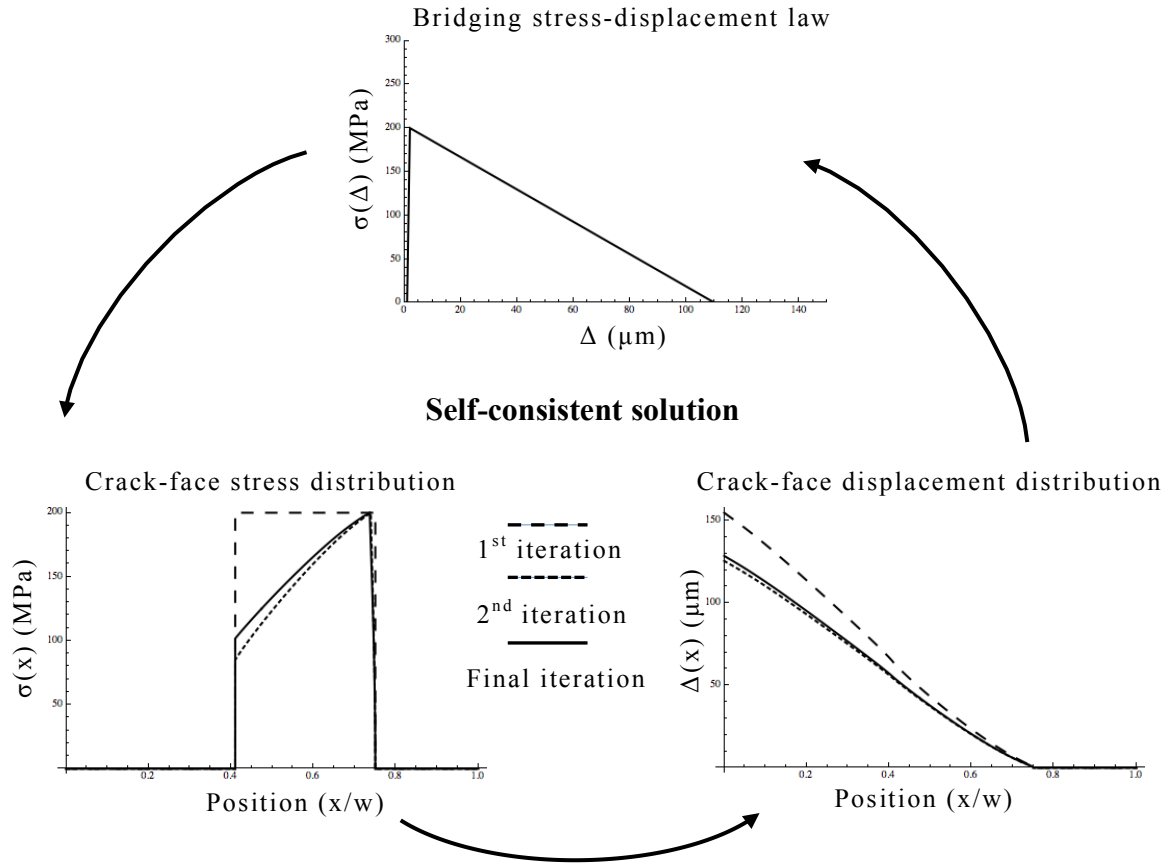 Bridging stress-displacement law
σ(Δ) (MPa)
300
250
200
150
100
50
0
0 20 40 60 80 100 120 140
Δ (μm)
Self-consistent solution
Crack-face stress distribution
σ(x) (MPa)
200
150
100
50
0.2 0.4 0.6 0.8 1.0
Position (x/w)
1st iteration
2nd iteration
Final iteration
Crack-face displacement distribution
Δ(x) (μm)
150
100
50
0.2 0.4 0.6 0.8 1.0
Position (x/w)